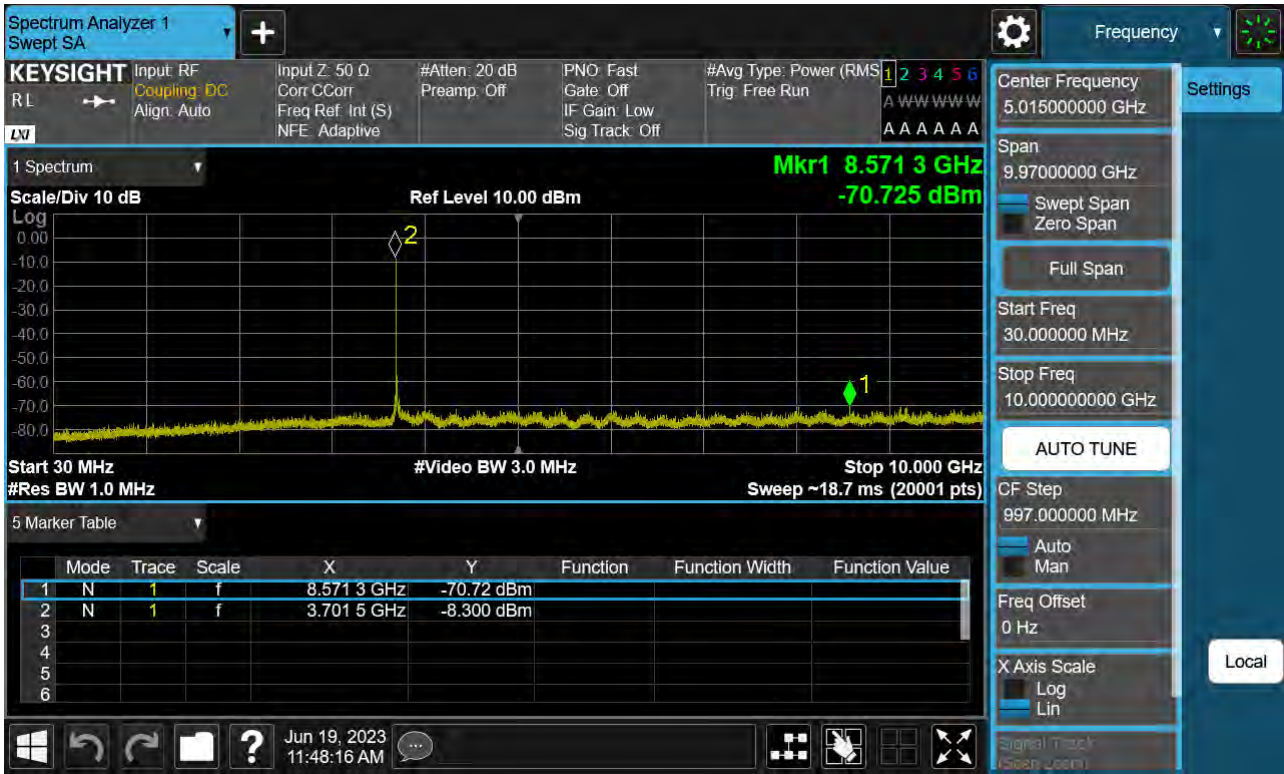 Spectrum Analyzer 1
Swept SA
+
Frequency
KEYSIGHT
RL
LXI
Input: RF
Coupling: DC
Align: Auto
Input Z: 50 Ω
Corr CCorr
Freq Ref: Int (S)
NFE: Adaptive
#Atten: 20 dB
Preamp: Off
PNO: Fast
Gate: Off
IF Gain: Low
Sig Track: Off
#Avg Type: Power (RMS
Trig: Free Run
1 2 3 4 5 6
A W W W W W
A A A A A A
Center Frequency
5.015000000 GHz
Settings
1 Spectrum
Mkr1 8.571 3 GHz
-70.725 dBm
Scale/Div 10 dB
Ref Level 10.00 dBm
Log
0.00
-10.0
-20.0
-30.0
-40.0
-50.0
-60.0
-70.0
-80.0
2
1
Start 30 MHz
#Video BW 3.0 MHz
Stop 10.000 GHz
#Res BW 1.0 MHz
Sweep ~18.7 ms (20001 pts)
Span
9.97000000 GHz
Swept Span
Zero Span
Full Span
Start Freq
30.000000 MHz
Stop Freq
10.000000000 GHz
AUTO TUNE
CF Step
997.000000 MHz
Auto
Man
Freq Offset
0 Hz
X Axis Scale
Log
Lin
Signal Track
(Span Zoom)
Local
5 Marker Table
Mode Trace Scale X Y Function Function Width Function Value
1 N 1 f 8.571 3 GHz -70.72 dBm
2 N 1 f 3.701 5 GHz -8.300 dBm
3
4
5
6
?
Jun 19, 2023
11:48:16 AM